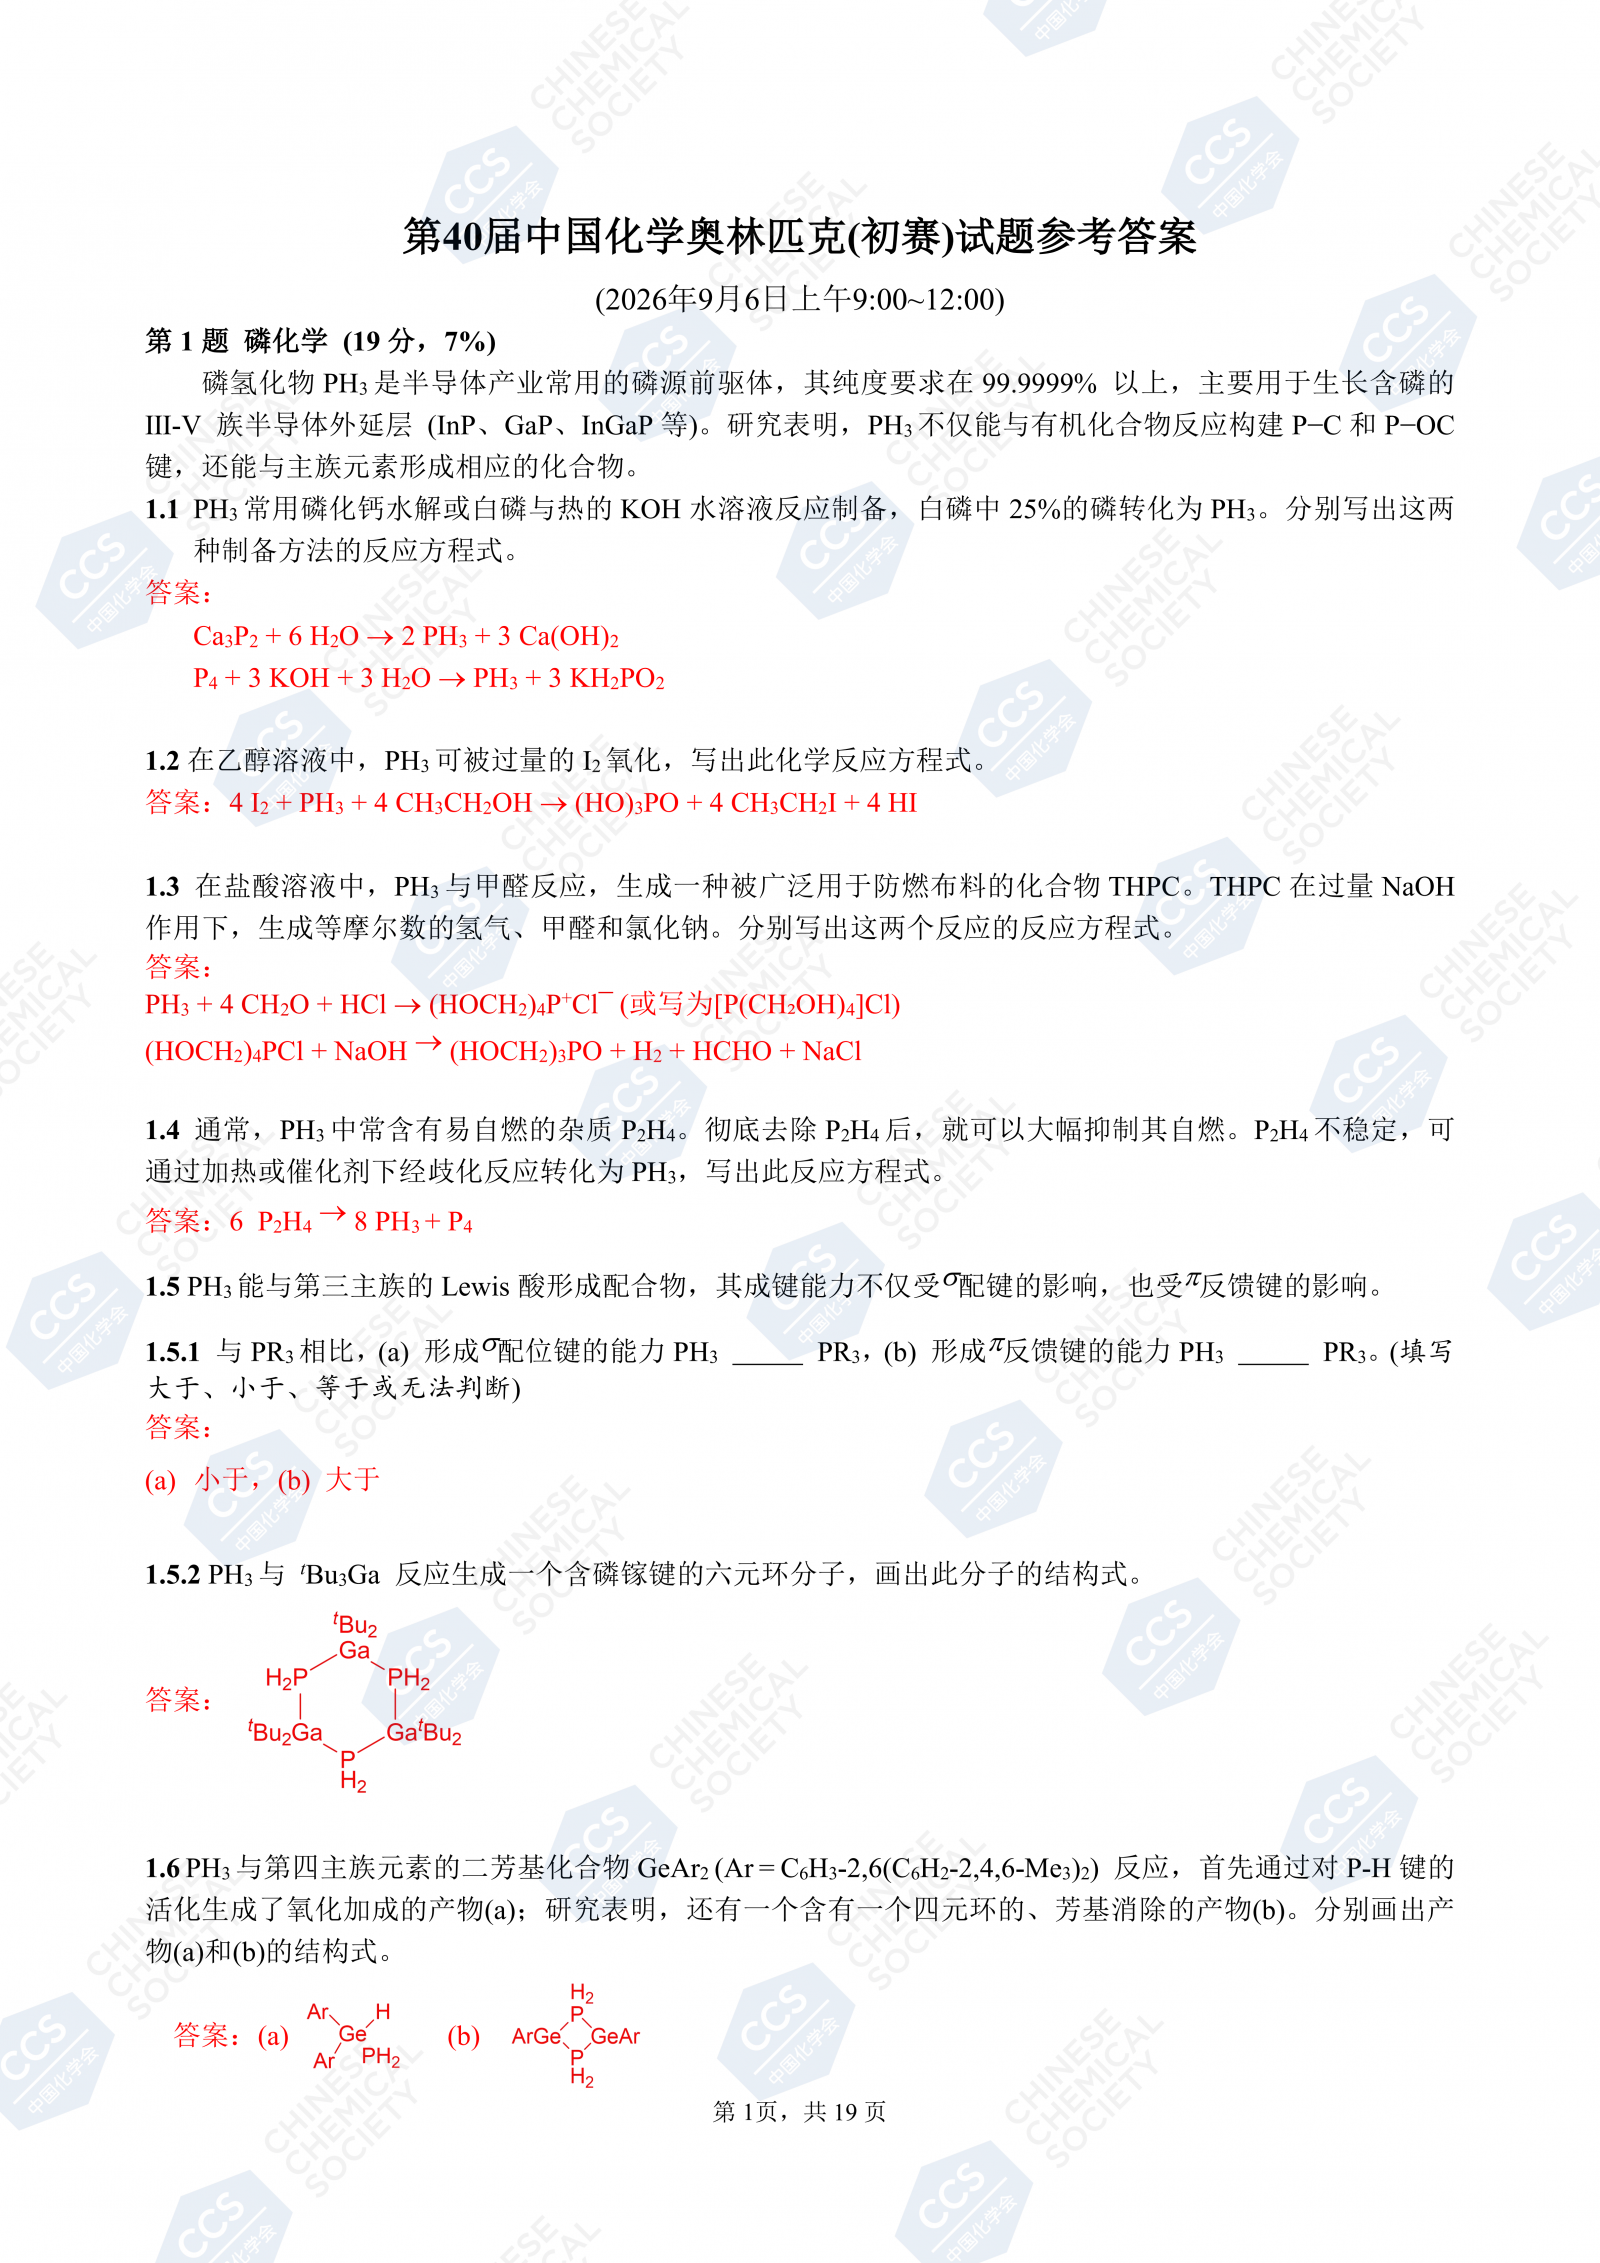 第40届中国化学奥林匹克(初赛)试题参考答案
(2026年9月6日上午9:00~12:00)
第 1 题 磷化学 (19 分，7%)
磷氢化物 PH3 是半导体产业常用的磷源前驱体，其纯度要求在 99.9999% 以上，主要用于生长含磷的
III-V 族半导体外延层 (InP、GaP、InGaP 等)。研究表明，PH3 不仅能与有机化合物反应构建 P−C 和 P−OC
键，还能与主族元素形成相应的化合物。
1.1 PH3 常用磷化钙水解或白磷与热的 KOH 水溶液反应制备，白磷中 25%的磷转化为 PH3。分别写出这两
种制备方法的反应方程式。
答案：
Ca3P2 + 6 H2O → 2 PH3 + 3 Ca(OH)2
P4 + 3 KOH + 3 H2O → PH3 + 3 KH2PO2
1.2 在乙醇溶液中，PH3 可被过量的 I2 氧化，写出此化学反应方程式。
答案：4 I2 + PH3 + 4 CH3CH2OH → (HO)3PO + 4 CH3CH2I + 4 HI
1.3 在盐酸溶液中，PH3 与甲醛反应，生成一种被广泛用于防燃布料的化合物 THPC。THPC 在过量 NaOH
作用下，生成等摩尔数的氢气、甲醛和氯化钠。分别写出这两个反应的反应方程式。
答案：
PH3 + 4 CH2O + HCl → (HOCH2)4P+Cl− (或写为[P(CH2OH)4]Cl)
(HOCH2)4PCl + NaOH → (HOCH2)3PO + H2 + HCHO + NaCl
1.4 通常，PH3 中常含有易自燃的杂质 P2H4。彻底去除 P2H4 后，就可以大幅抑制其自燃。P2H4 不稳定，可
通过加热或催化剂下经歧化反应转化为 PH3，写出此反应方程式。
答案：6 P2H4 → 8 PH3 + P4
1.5 PH3 能与第三主族的 Lewis 酸形成配合物，其成键能力不仅受σ配键的影响，也受π反馈键的影响。
1.5.1 与 PR3 相比，(a) 形成σ配位键的能力 PH3 _____ PR3，(b) 形成π反馈键的能力 PH3 _____ PR3。(填写
大于、小于、等于或无法判断)
答案：
(a) 小于，(b) 大于
1.5.2 PH3 与 tBu3Ga 反应生成一个含磷镓键的六元环分子，画出此分子的结构式。
tBu2
Ga
H2P PH2
答案：
tBu2Ga GatBu2
P
H2
1.6 PH3 与第四主族元素的二芳基化合物 GeAr2 (Ar = C6H3-2,6(C6H2-2,4,6-Me3)2) 反应，首先通过对 P-H 键的
活化生成了氧化加成的产物(a)；研究表明，还有一个含有一个四元环的、芳基消除的产物(b)。分别画出产
物(a)和(b)的结构式。
H2
P
Ar H
答案：(a) Ge (b) ArGe GeAr
Ar PH2
P
H2
第 1页，共 19 页